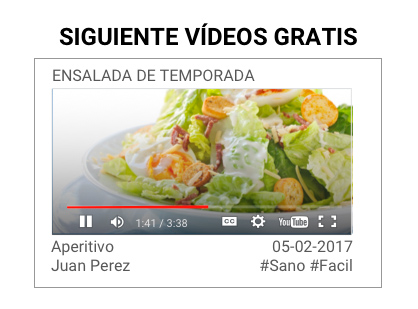 SIGUIENTE VÍDEOS GRATIS
ENSALADA DE TEMPORADA
1:41 / 3:38
CC
YouTube
Aperitivo
05-02-2017
Juan Perez
#Sano #Facil